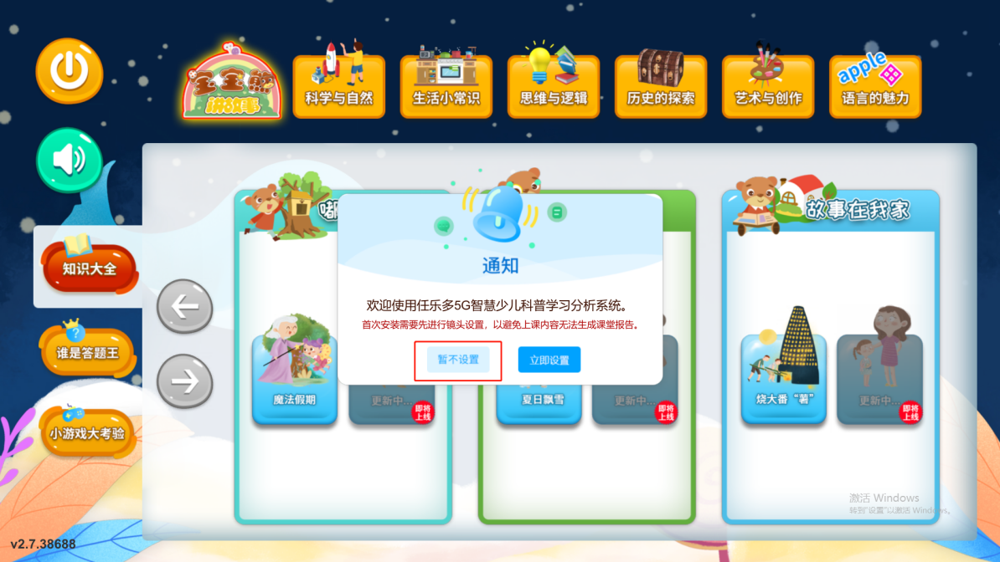 宝宝熊
讲故事
科学与自然
生活小常识
思维与逻辑
历史的探索
艺术与创作
apple
语言的魅力
知识大全
?
谁是答题王
小游戏大考验
嘟
故事在我家
通知
欢迎使用任乐多5G智慧少儿科普学习分析系统。
首次安装需要先进行镜头设置，以避免上课内容无法生成课堂报告。
暂不设置
立即设置
魔法假期
更新中...
即将
上线
夏日飘雪
更新中...
即将
上线
烧大番“薯”
更新中...
即将
上线
激活 Windows
转到"设置"以激活 Windows。
v2.7.38688